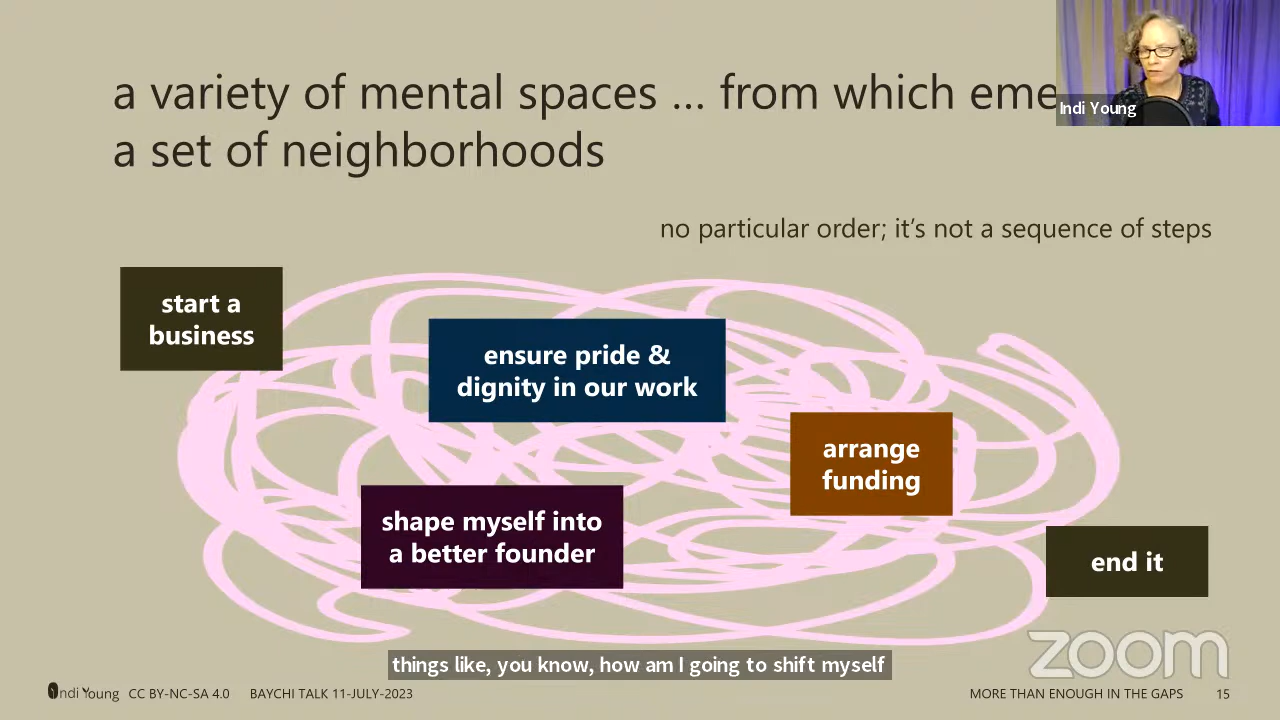 a variety of mental spaces … from which eme
a set of neighborhoods
Indi Young
no particular order; it's not a sequence of steps
start a
business
ensure pride &
dignity in our work
arrange
funding
shape myself into
a better founder
end it
zoom
things like, you know, how am I going to shift myself
Indi Young CC BY-NC-SA 4.0 BAYCHI TALK 11-JULY-2023 MORE THAN ENOUGH IN THE GAPS 15